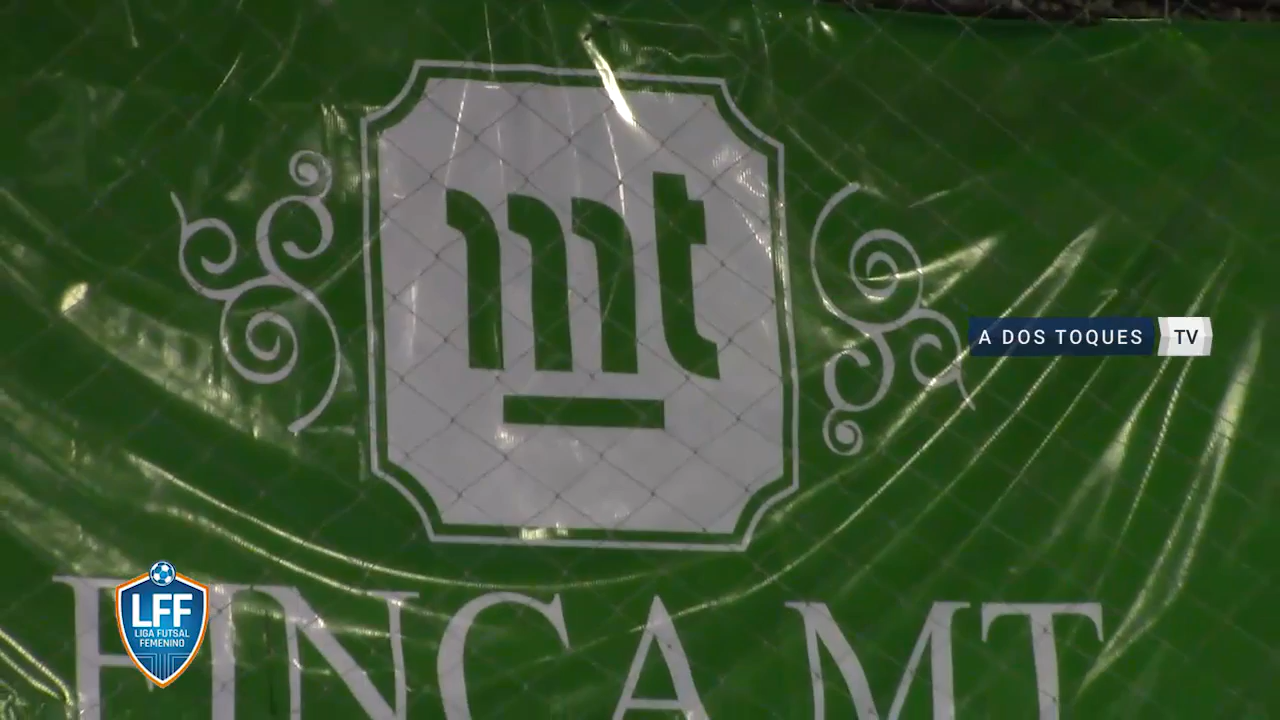 mt
A DOS TOQUES TV
LFF
LIGA FUTSAL
FEMENINO
FINCA MT